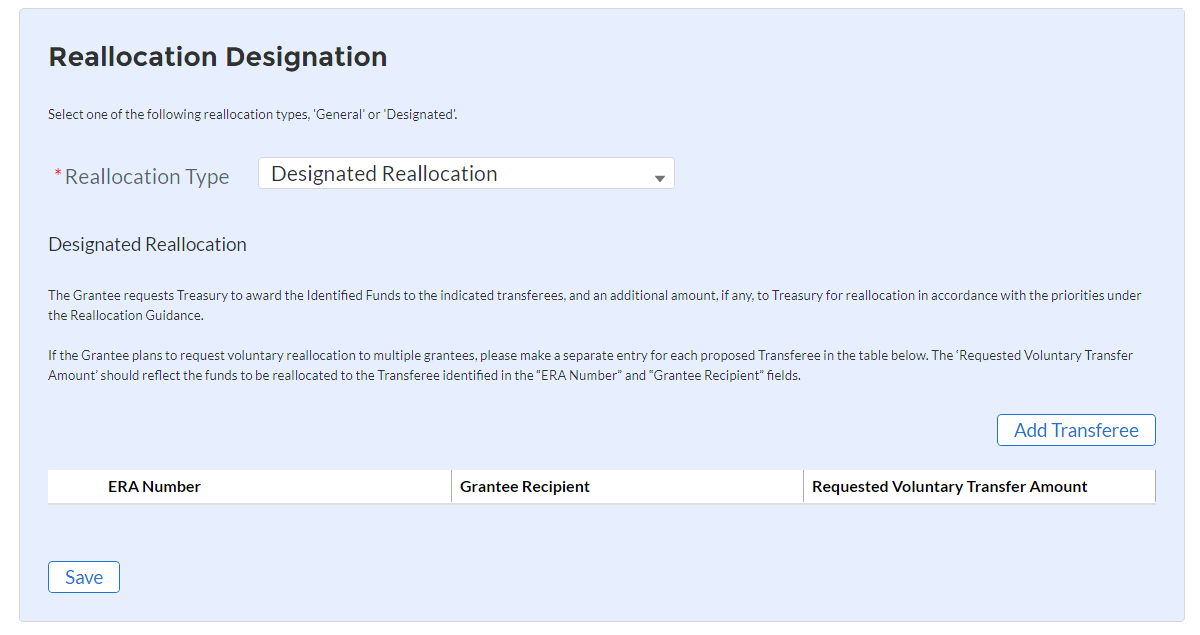 Reallocation Designation
Select one of the following reallocation types, 'General' or 'Designated'.
*Reallocation Type
Designated Reallocation
Designated Reallocation
The Grantee requests Treasury to award the Identified Funds to the indicated transferees, and an additional amount, if any, to Treasury for reallocation in accordance with the priorities under
the Reallocation Guidance.
If the Grantee plans to request voluntary reallocation to multiple grantees, please make a separate entry for each proposed Transferee in the table below. The ‘Requested Voluntary Transfer
Amount’ should reflect the funds to be reallocated to the Transferee identified in the “ERA Number” and “Grantee Recipient” fields.
Add Transferee
ERA Number
Grantee Recipient
Requested Voluntary Transfer Amount
Save